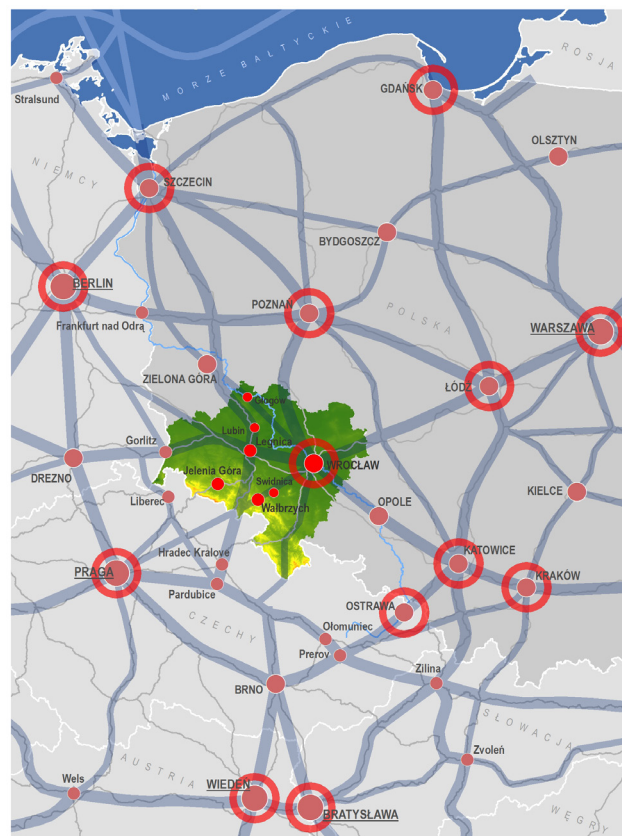 MORZE BAŁTYCKIE
ROSJA
Stralsund
GDAŃSK
OLSZTYN
NIEMCY
SZCZECIN
BYDGOSZCZ
BERLIN
POZNAŃ
POLSKA
WARSZAWA
Frankfurt nad Odrą
ZIELONA GÓRA
ŁÓDŹ
Głogów
Lubin
Gorlitz
Legnica
WROCŁAW
DREZNO
Jelenia Góra
Swidnica
KIELCE
Liberec
Wałbrzych
OPOLE
Hradec Kralove
KATOWICE
PRAGA
KRAKÓW
Pardubice
OSTRAWA
CZECHY
Ołomuniec
Prerov
Zilina
BRNO
SŁOWACJA
Zvoleń
AUSTRIA
Wels
WIEDEŃ
BRATYSŁAWA
WĘGRY